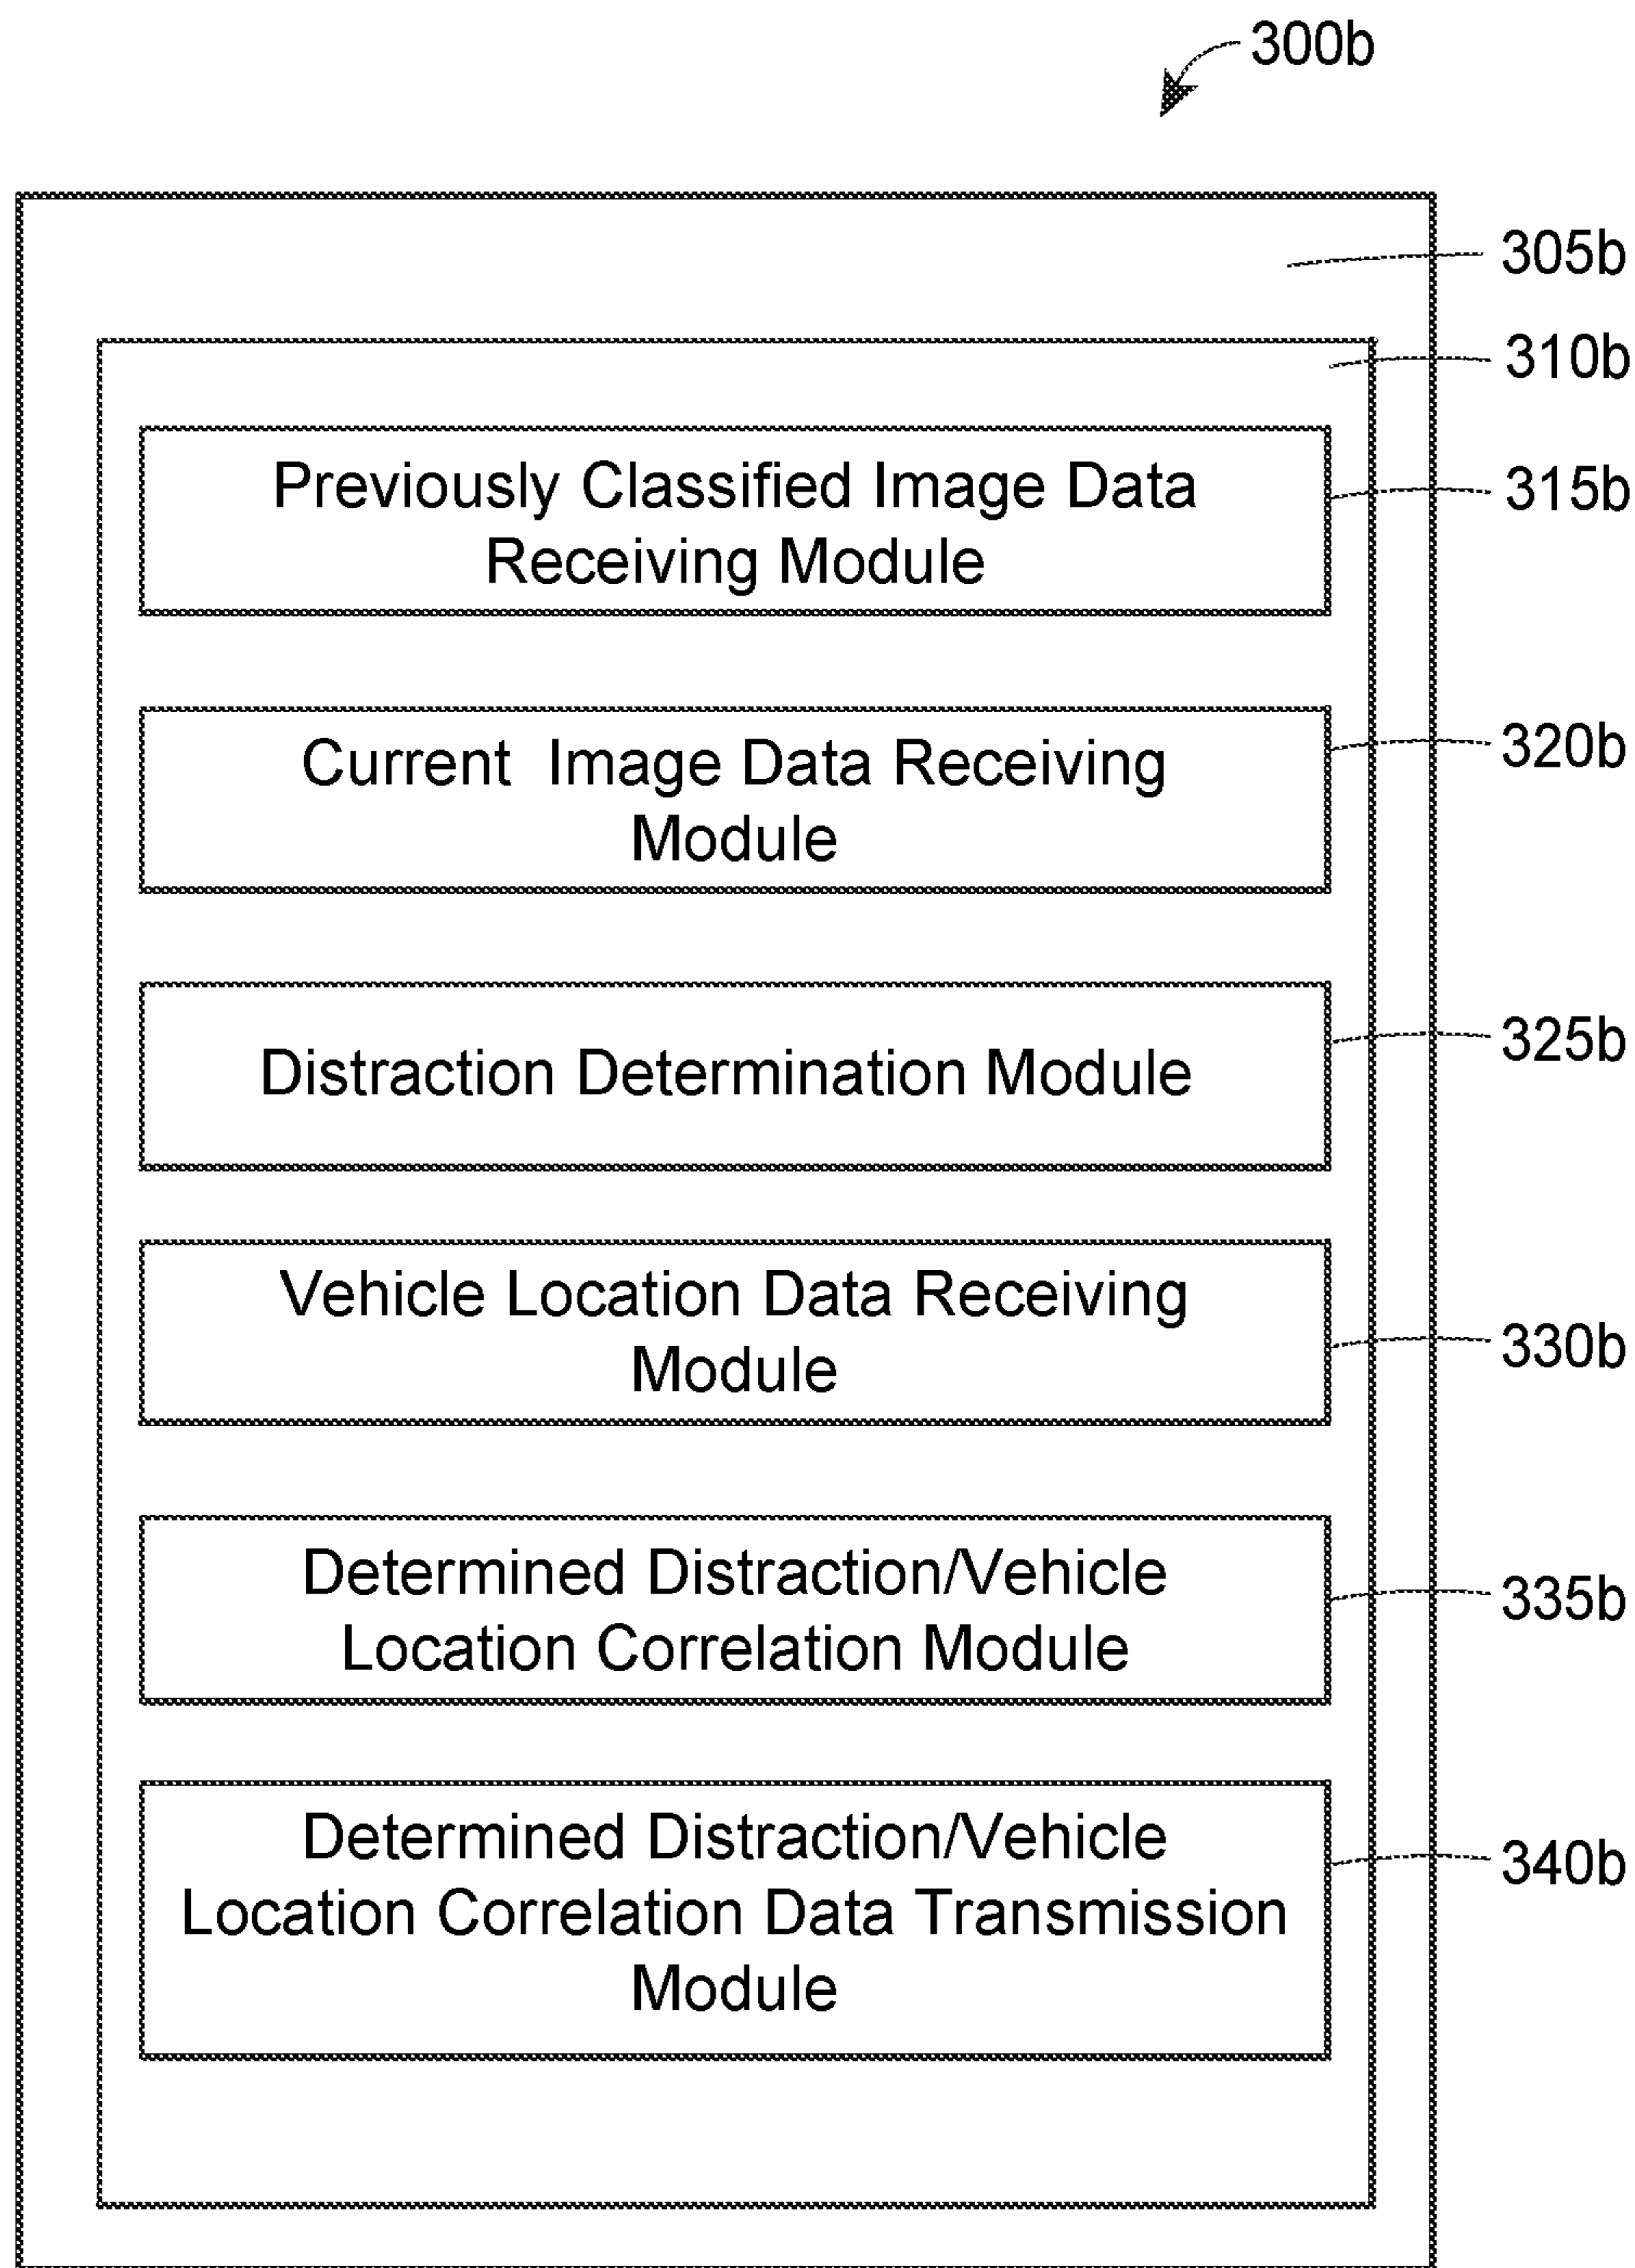 300b
305b
310b
Previously Classified Image Data
Receiving Module
315b
Current Image Data Receiving
Module
320b
Distraction Determination Module
325b
Vehicle Location Data Receiving
Module
330b
Determined Distraction/Vehicle
Location Correlation Module
335b
Determined Distraction/Vehicle
Location Correlation Data Transmission
Module
340b